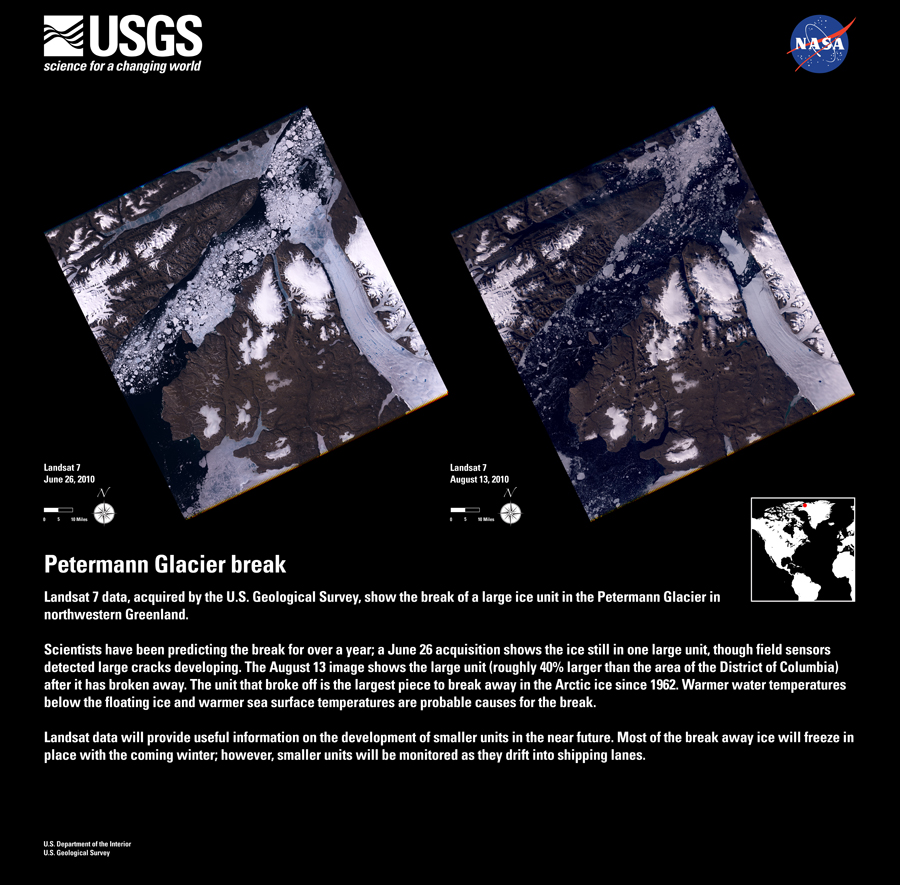 USGS
science for a changing world
NASA
Landsat 7
June 26, 2010
N
0 5 10 Miles
Landsat 7
August 13, 2010
N
0 5 10 Miles
Petermann Glacier break
Landsat 7 data, acquired by the U.S. Geological Survey, show the break of a large ice unit in the Petermann Glacier in
northwestern Greenland.
Scientists have been predicting the break for over a year; a June 26 acquisition shows the ice still in one large unit, though field sensors
detected large cracks developing. The August 13 image shows the large unit (roughly 40% larger than the area of the District of Columbia)
after it has broken away. The unit that broke off is the largest piece to break away in the Arctic ice since 1962. Warmer water temperatures
below the floating ice and warmer sea surface temperatures are probable causes for the break.
Landsat data will provide useful information on the development of smaller units in the near future. Most of the break away ice will freeze in
place with the coming winter; however, smaller units will be monitored as they drift into shipping lanes.
U.S. Department of the Interior
U.S. Geological Survey